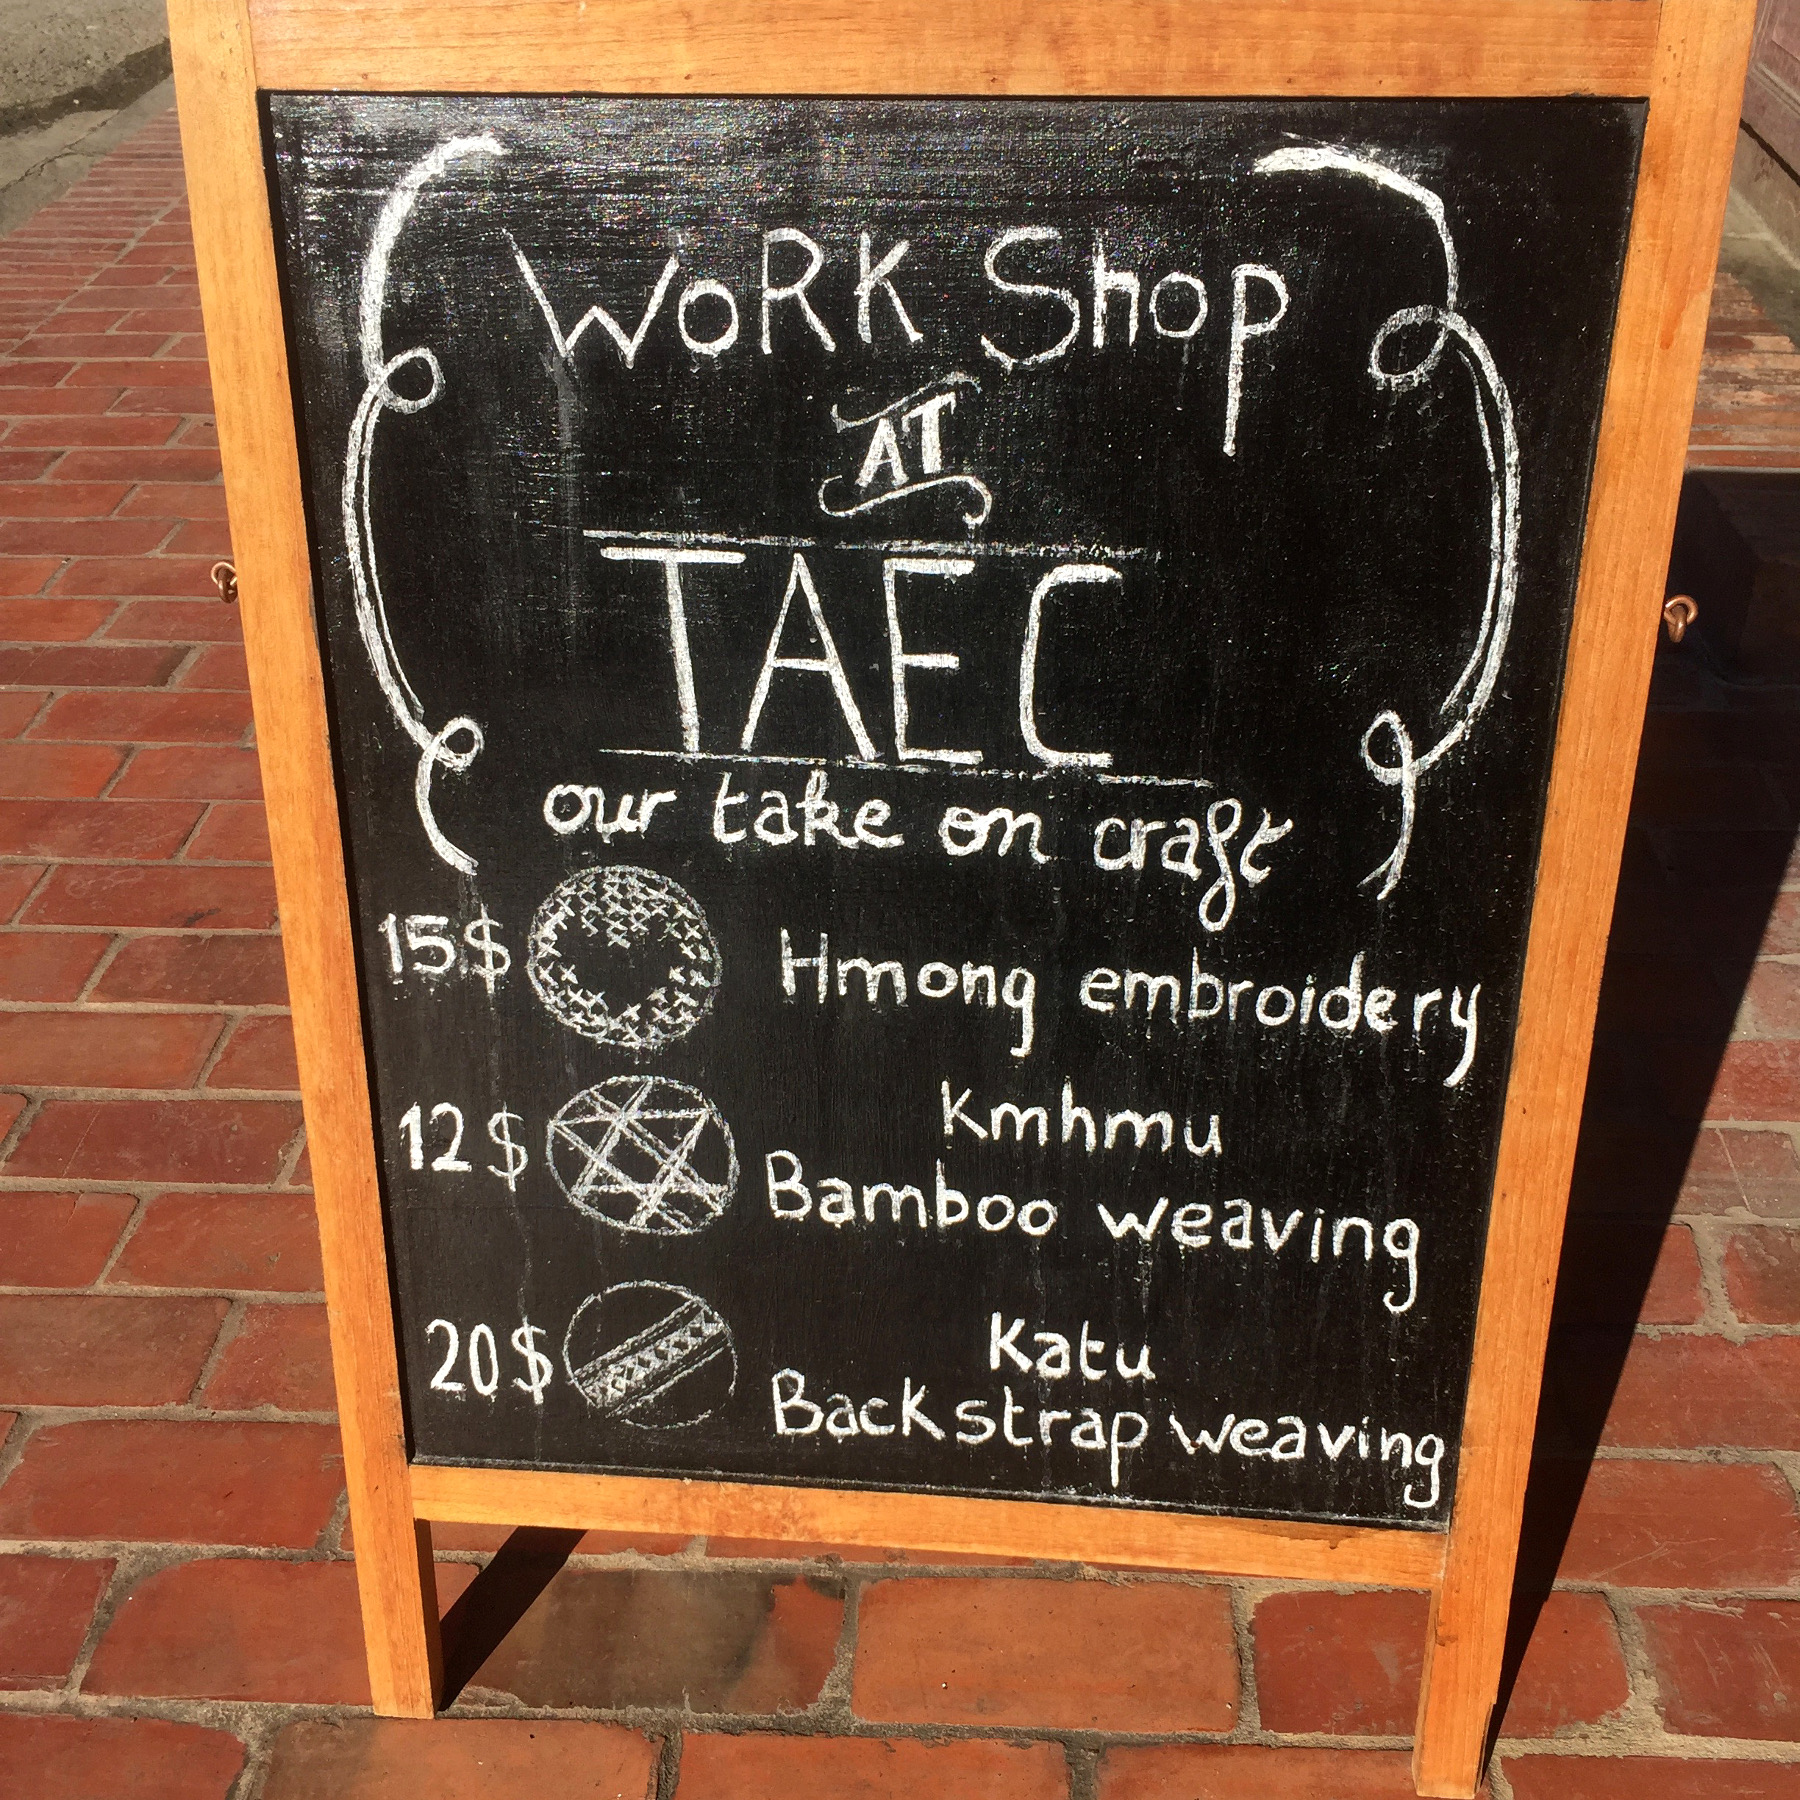 WoRK Shop
AT
TAEC
our take on craft
15$ Hmong embroidery
Kmhmu
12$ Bamboo weaving
Katu
20$ Backstrap weaving